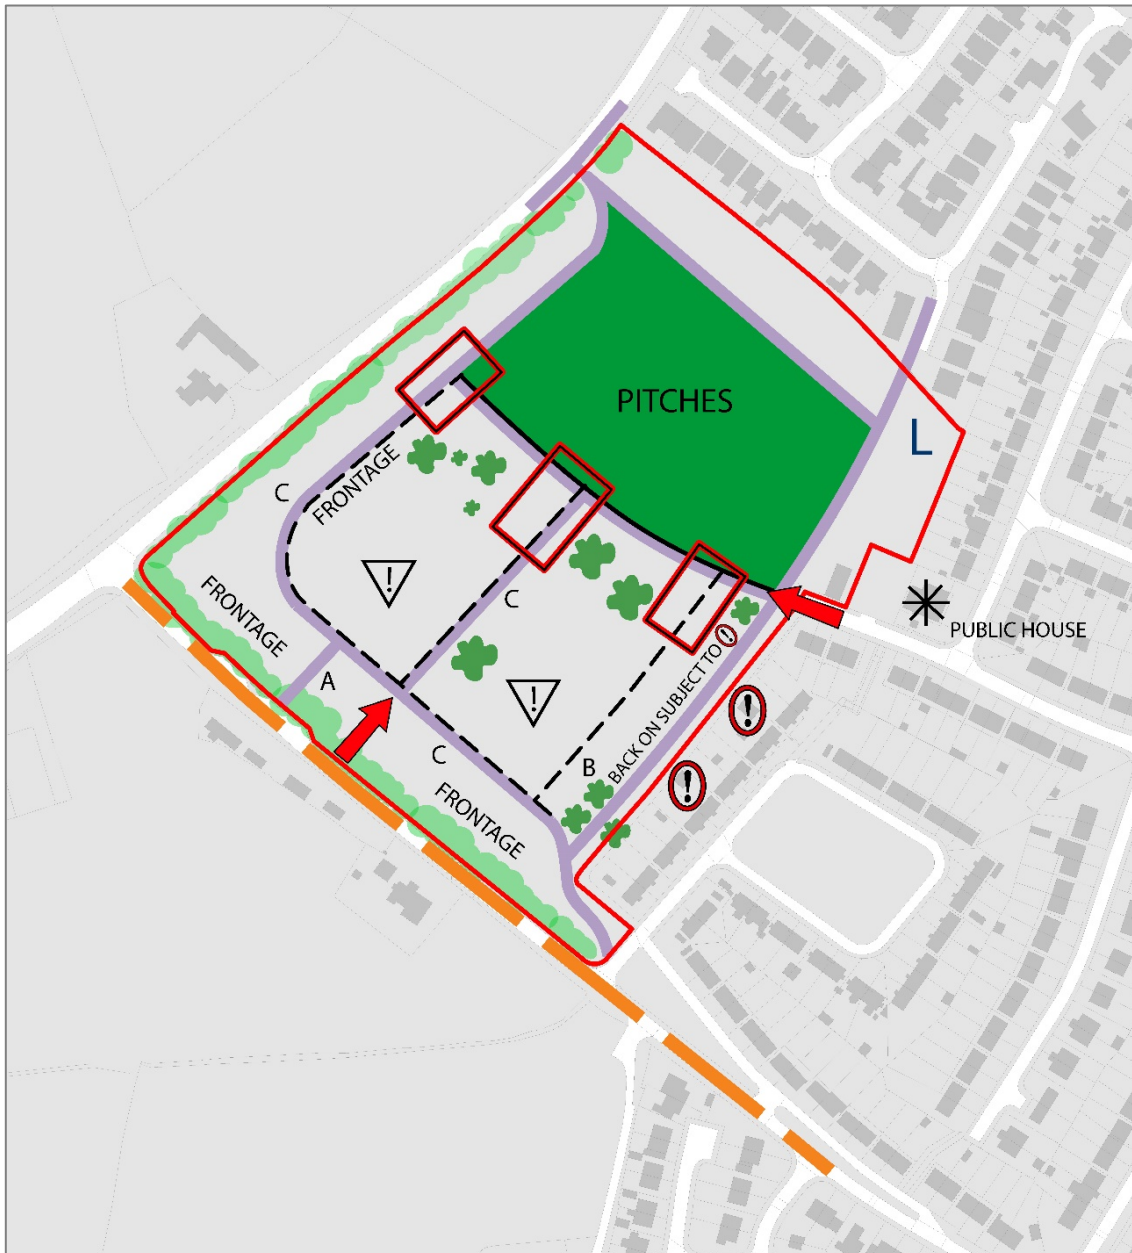 PITCHES
L
FRONTAGE
C
FRONTAGE
!
C
PUBLIC HOUSE
A
!
BACK ON SUBJECT TO !
!
B
!
C
FRONTAGE